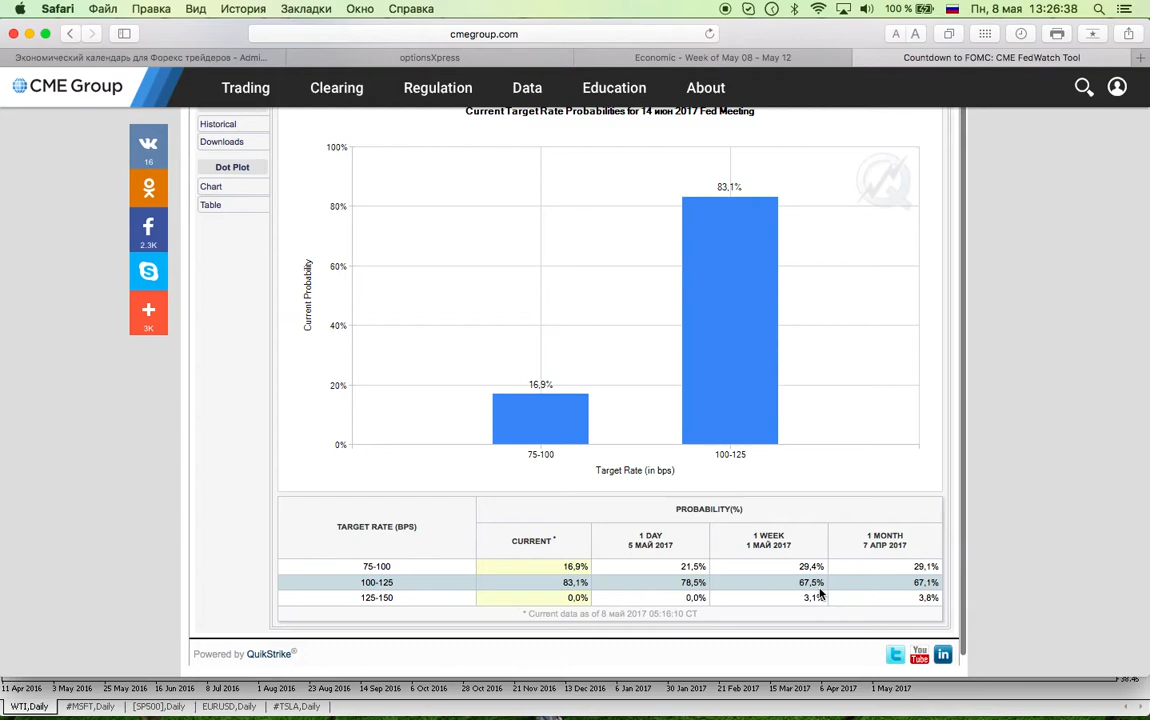 Safari Файл Правка Вид История Закладки Окно Справка 100 % Пн, 8 мая 13:26:38
cmegroup.com A A
Экономический календарь для Форекс трейдеров - Admi... optionsXpress Economic - Week of May 08 - May 12 Countdown to FOMC: CME FedWatch Tool
CME Group Trading Clearing Regulation Data Education About
Current Target Rate Probabilities for 14 июн 2017 Fed Meeting
Historical
Downloads
Dot Plot
Chart
Table
16
2.3K
3K
100%
80%
60%
40%
20%
0%
Current Probability
16,9%
83,1%
75-100 100-125
Target Rate (in bps)
TARGET RATE (BPS) PROBABILITY(%)
CURRENT * 1 DAY 5 МАЙ 2017 1 WEEK 1 МАЙ 2017 1 MONTH 7 АПР 2017
75-100 16,9% 21,5% 29,4% 29,1%
100-125 83,1% 78,5% 67,5% 67,1%
125-150 0,0% 0,0% 3,1% 3,8%
* Current data as of 8 май 2017 05:16:10 CT
Powered by QuikStrike® You Tube in
38.45
11 Apr 2016 3 May 2016 25 May 2016 16 Jun 2016 8 Jul 2016 1 Aug 2016 23 Aug 2016 14 Sep 2016 6 Oct 2016 28 Oct 2016 21 Nov 2016 13 Dec 2016 6 Jan 2017 30 Jan 2017 21 Feb 2017 15 Mar 2017 6 Apr 2017 1 May 2017
WTI,Daily #MSFT,Daily [SP500],Daily EURUSD,Daily #TSLA,Daily